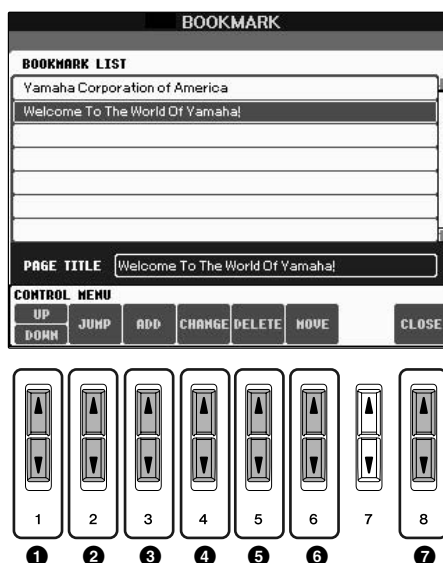 BOOKMARK
BOOKMARK LIST
Yamaha Corporation of America
Welcome To The World Of Yamaha!
PAGE TITLE Welcome To The World Of Yamaha!
CONTROL MENU
UP
DOWN
JUMP ADD CHANGE DELETE MOVE CLOSE
1 2 3 4 5 6 7 8
❶ ❷ ❸ ❹ ❺ ❻ ❼